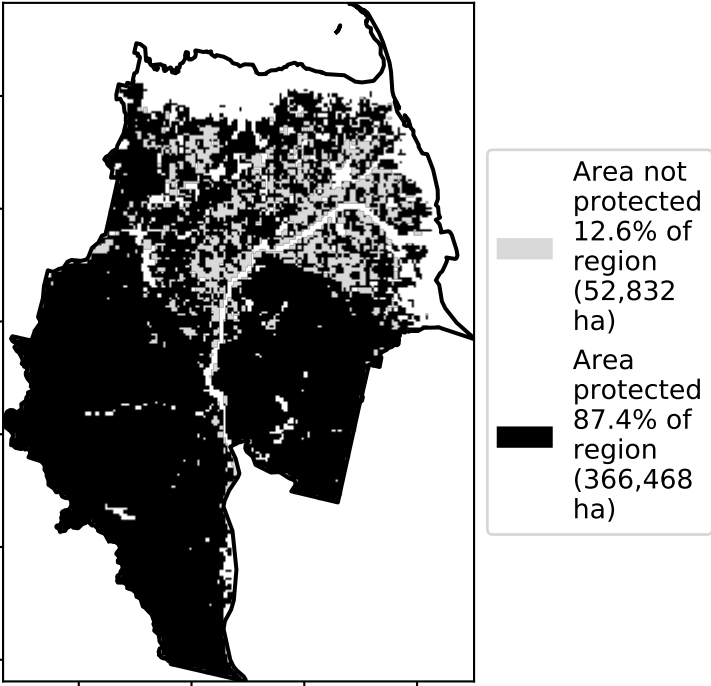 Area not
protected
12.6% of
region
(52,832
ha)
Area
protected
87.4% of
region
(366,468
ha)